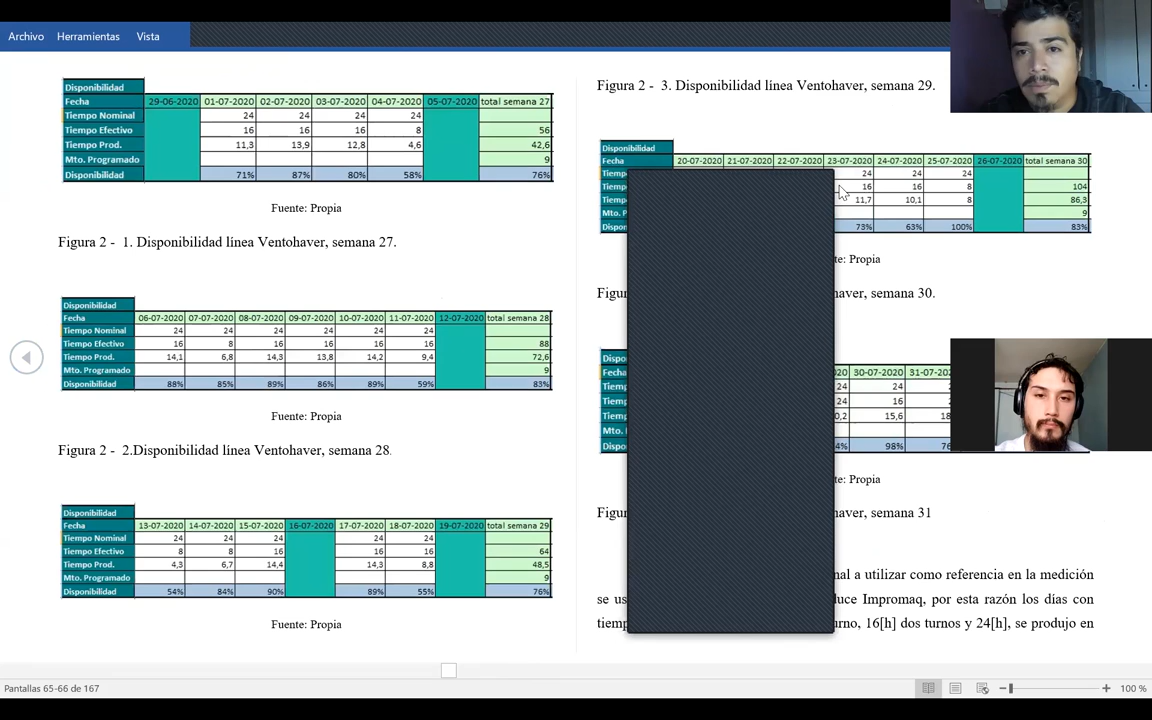 Archivo Herramientas Vista
Disponibilidad
Fecha 29-06-2020 01-07-2020 02-07-2020 03-07-2020 04-07-2020 05-07-2020 total semana 27
Tiempo Nominal 24 24 24 24
Tiempo Efectivo 16 16 16 8 56
Tiempo Prod. 11,3 13,9 12,8 4,6 42,6
Mto. Programado 9
Disponibilidad 71% 87% 80% 58% 76%
Fuente: Propia
Figura 2 - 1. Disponibilidad línea Ventohaver, semana 27.
Disponibilidad
Fecha 06-07-2020 07-07-2020 08-07-2020 09-07-2020 10-07-2020 11-07-2020 12-07-2020 total semana 28
Tiempo Nominal 24 24 24 24 24 24
Tiempo Efectivo 16 8 16 16 16 16 88
Tiempo Prod. 14,1 6,8 14,3 13,8 14,2 9,4 72,6
Mto. Programado 9
Disponibilidad 88% 85% 89% 86% 89% 59% 83%
Fuente: Propia
Figura 2 - 2.Disponibilidad línea Ventohaver, semana 28.
Disponibilidad
Fecha 13-07-2020 14-07-2020 15-07-2020 16-07-2020 17-07-2020 18-07-2020 19-07-2020 total semana 29
Tiempo Nominal 24 24 24 24 24
Tiempo Efectivo 8 8 16 16 16 64
Tiempo Prod. 4,3 6,7 14,4 14,3 8,8 48,5
Mto. Programado 9
Disponibilidad 54% 84% 90% 89% 55% 76%
Fuente: Propia
Figura 2 - 3. Disponibilidad línea Ventohaver, semana 29.
Disponibilidad
Fecha 20-07-2020 21-07-2020 22-07-2020 23-07-2020 24-07-2020 25-07-2020 26-07-2020 total semana 30
24 24 24
16 16 8 104
11,7 10,1 8 86,3
Mto. 9
73% 63% 100% 83%
Propia
semana 30.
Fecha 30-07-2020
24 24
24 16
15,6
Mto.
98%
Propia
semana 31
a utilizar como referencia en la medición
Impromaq, por esta razón los días con
16[h] dos turnos y 24[h], se produjo en
Pantallas 65-66 de 167 100 %